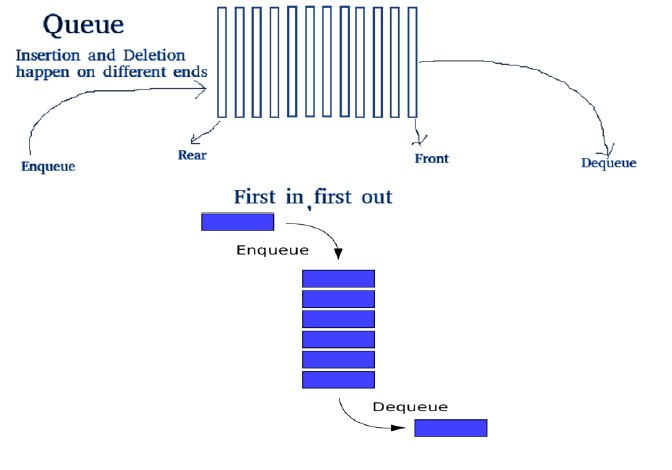 Queue
Insertion and Deletion
happen on different ends
Enqueue
Rear
Front
Dequeue
First in,first out
Enqueue
Dequeue